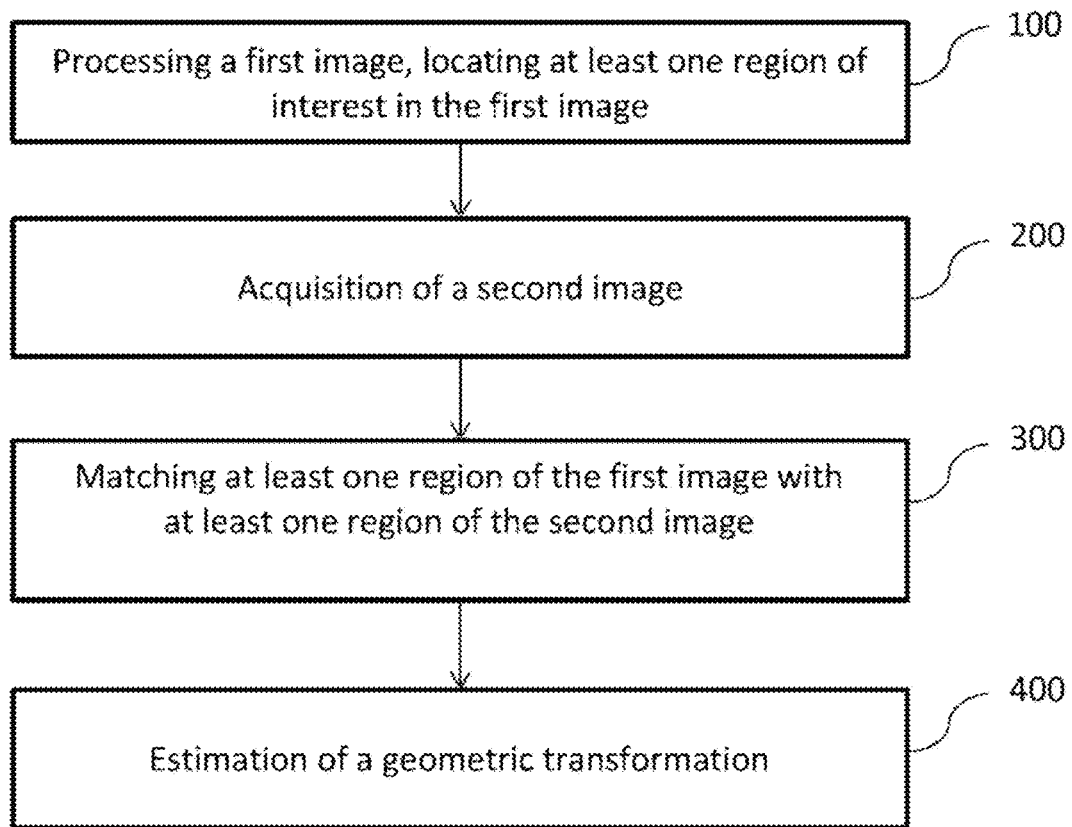 100
Processing a first image, locating at least one region of
interest in the first image
200
Acquisition of a second image
300
Matching at least one region of the first image with
at least one region of the second image
400
Estimation of a geometric transformation